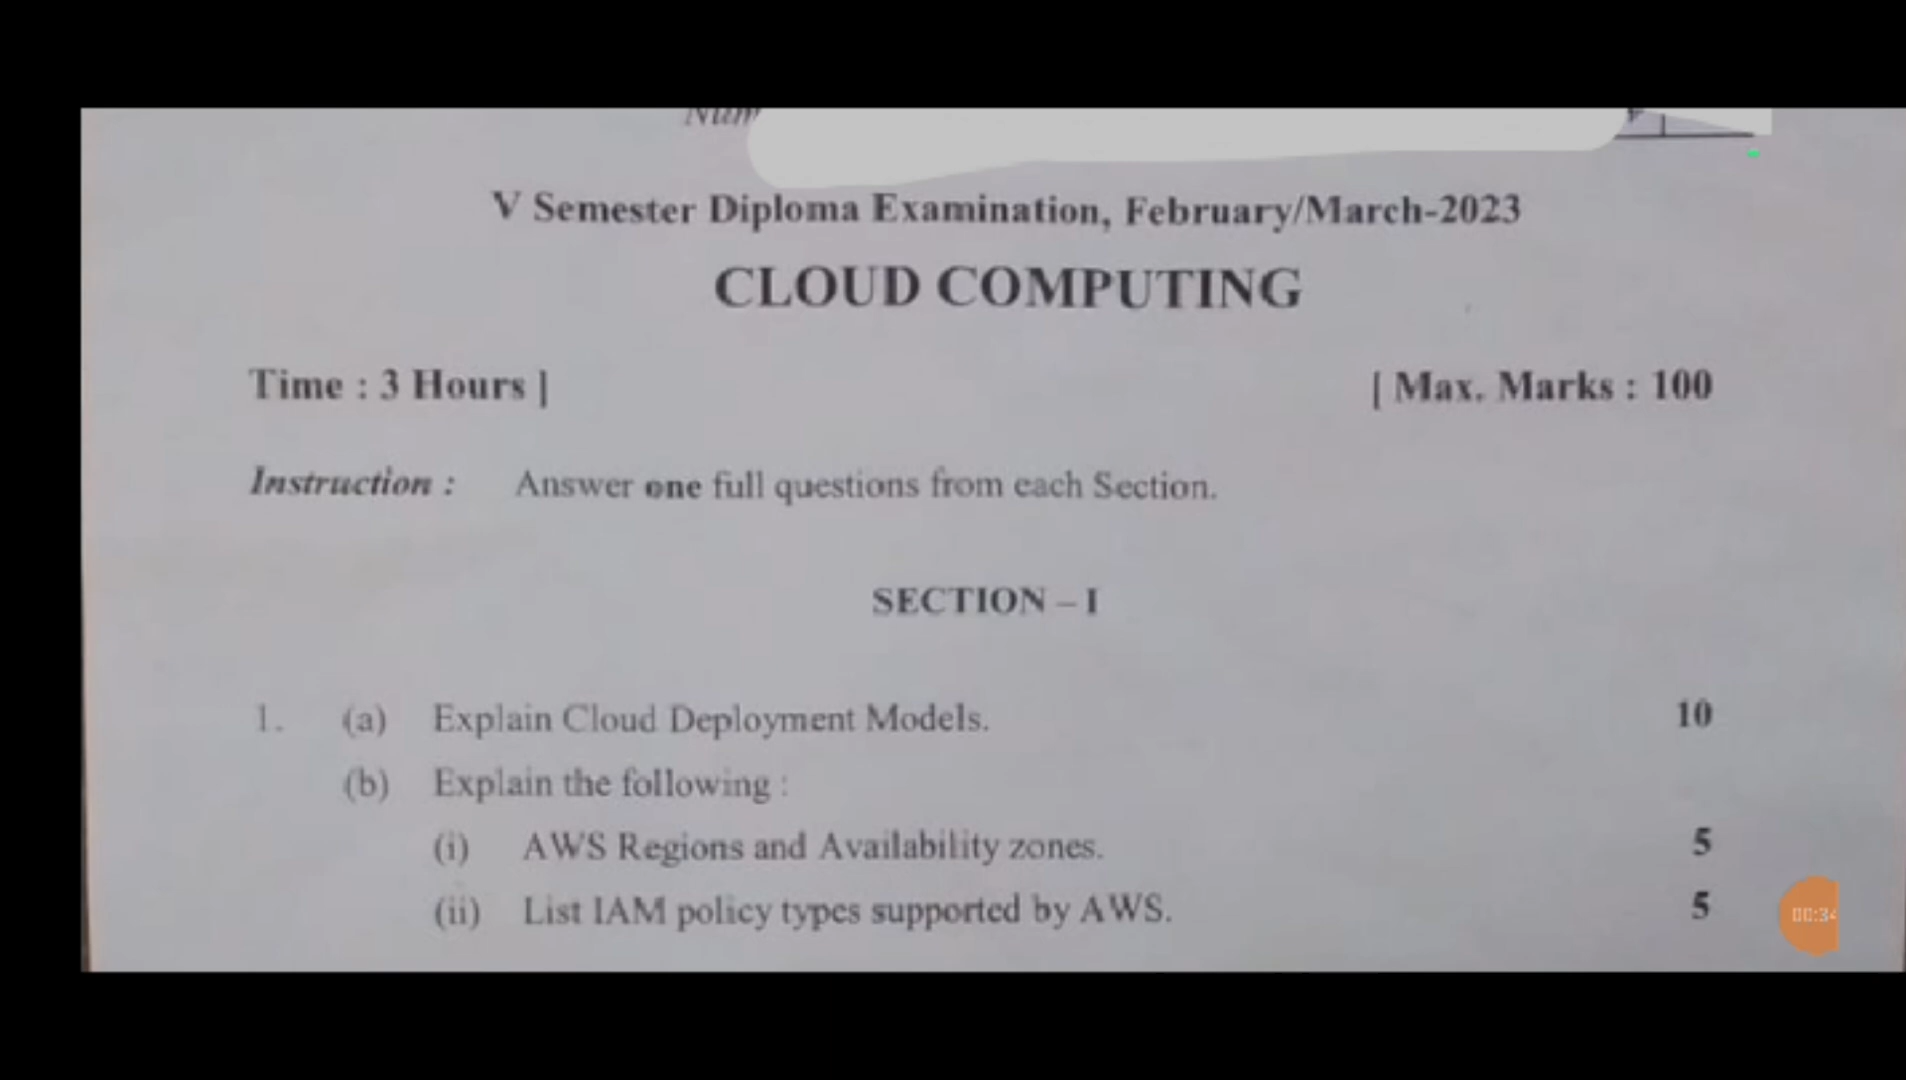 V Semester Diploma Examination, February/March-2023
CLOUD COMPUTING
Time : 3 Hours ] [ Max. Marks : 100
Instruction : Answer one full questions from each Section.
SECTION – I
1. (a) Explain Cloud Deployment Models. 10
(b) Explain the following :
(i) AWS Regions and Availability zones. 5
(ii) List IAM policy types supported by AWS. 5
00:34